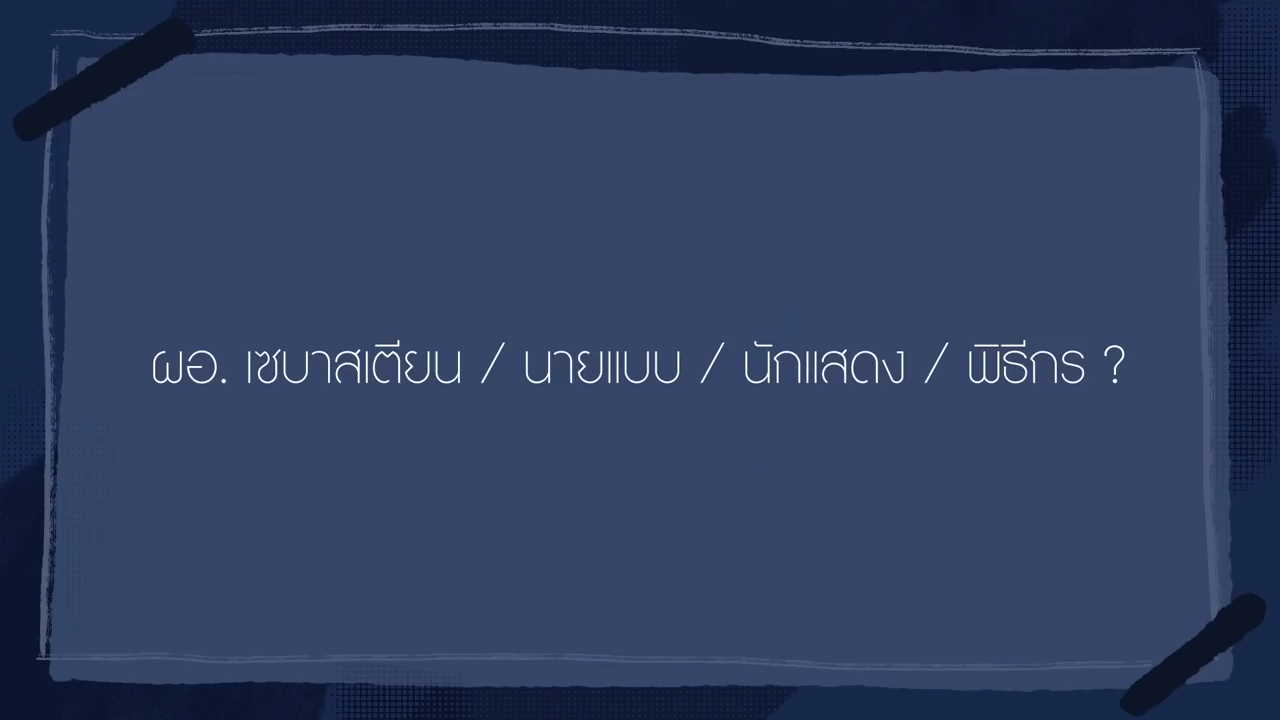 ผอ. เซบาสเตียน / นายแบบ / นักแสดง / พิธีกร ?